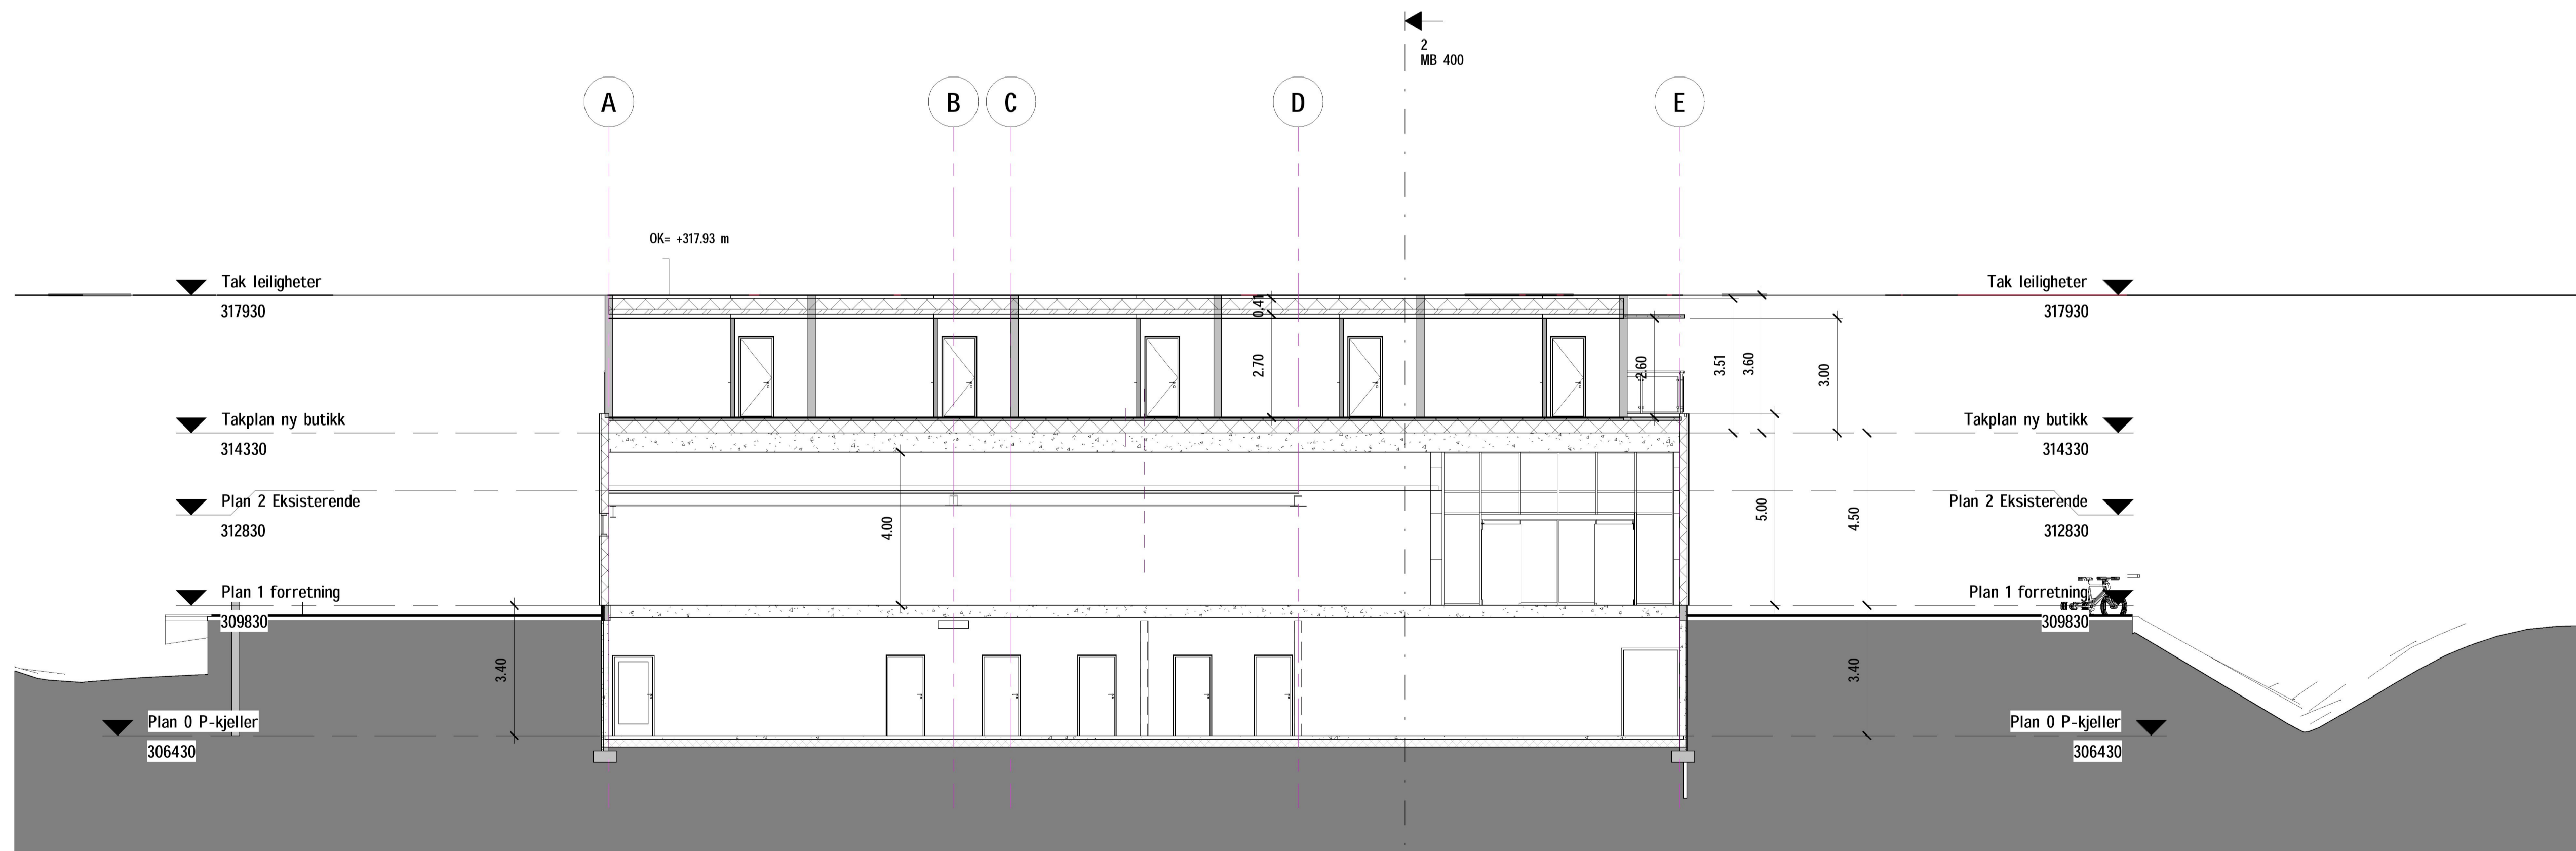 2
MB 400
A
B
C
D
E
OK= +317.93 m
Tak leiligheter
317930
Tak leiligheter
317930
0.41
2.70
2.60
3.51
3.60
3.00
Takplan ny butikk
314330
Takplan ny butikk
314330
Plan 2 Eksisterende
312830
Plan 2 Eksisterende
312830
4.00
5.00
4.50
Plan 1 forretning
309830
Plan 1 forretning
309830
3.40
3.40
Plan 0 P-kjeller
306430
Plan 0 P-kjeller
306430